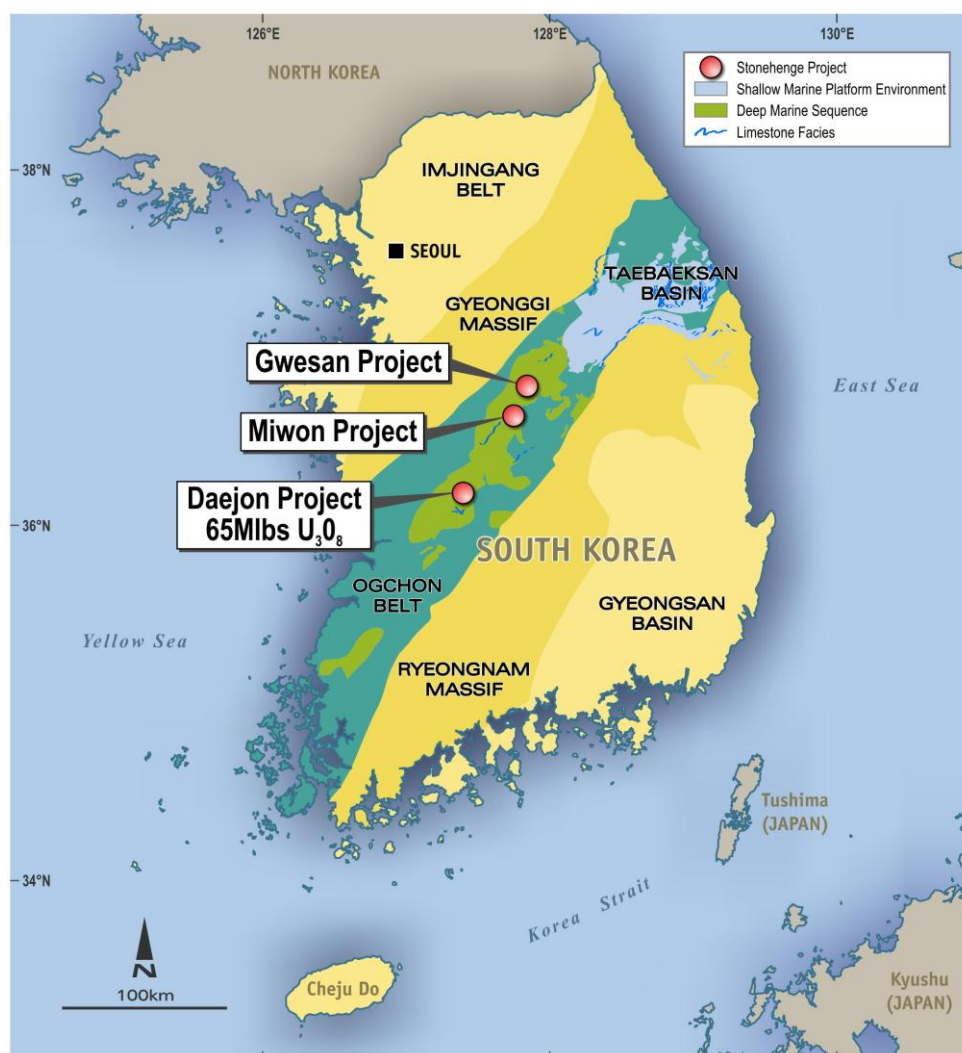 126°E
128°E
130°E
NORTH KOREA
Stonehenge Project
Shallow Marine Platform Environment
Deep Marine Sequence
Limestone Facies
38°N
IMJINGANG
BELT
SEOUL
TAEBAEKSAN
BASIN
GYEONGGI
MASSIF
Gwesan Project
East Sea
Miwon Project
Daejon Project
65Mlbs U₃0₈
36°N
SOUTH KOREA
OGCHON
BELT
GYEONGSAN
BASIN
Yellow Sea
RYEONGNAM
MASSIF
Tushima
(JAPAN)
34°N
Korea Strait
N
100km
Cheju Do
Kyushu
(JAPAN)